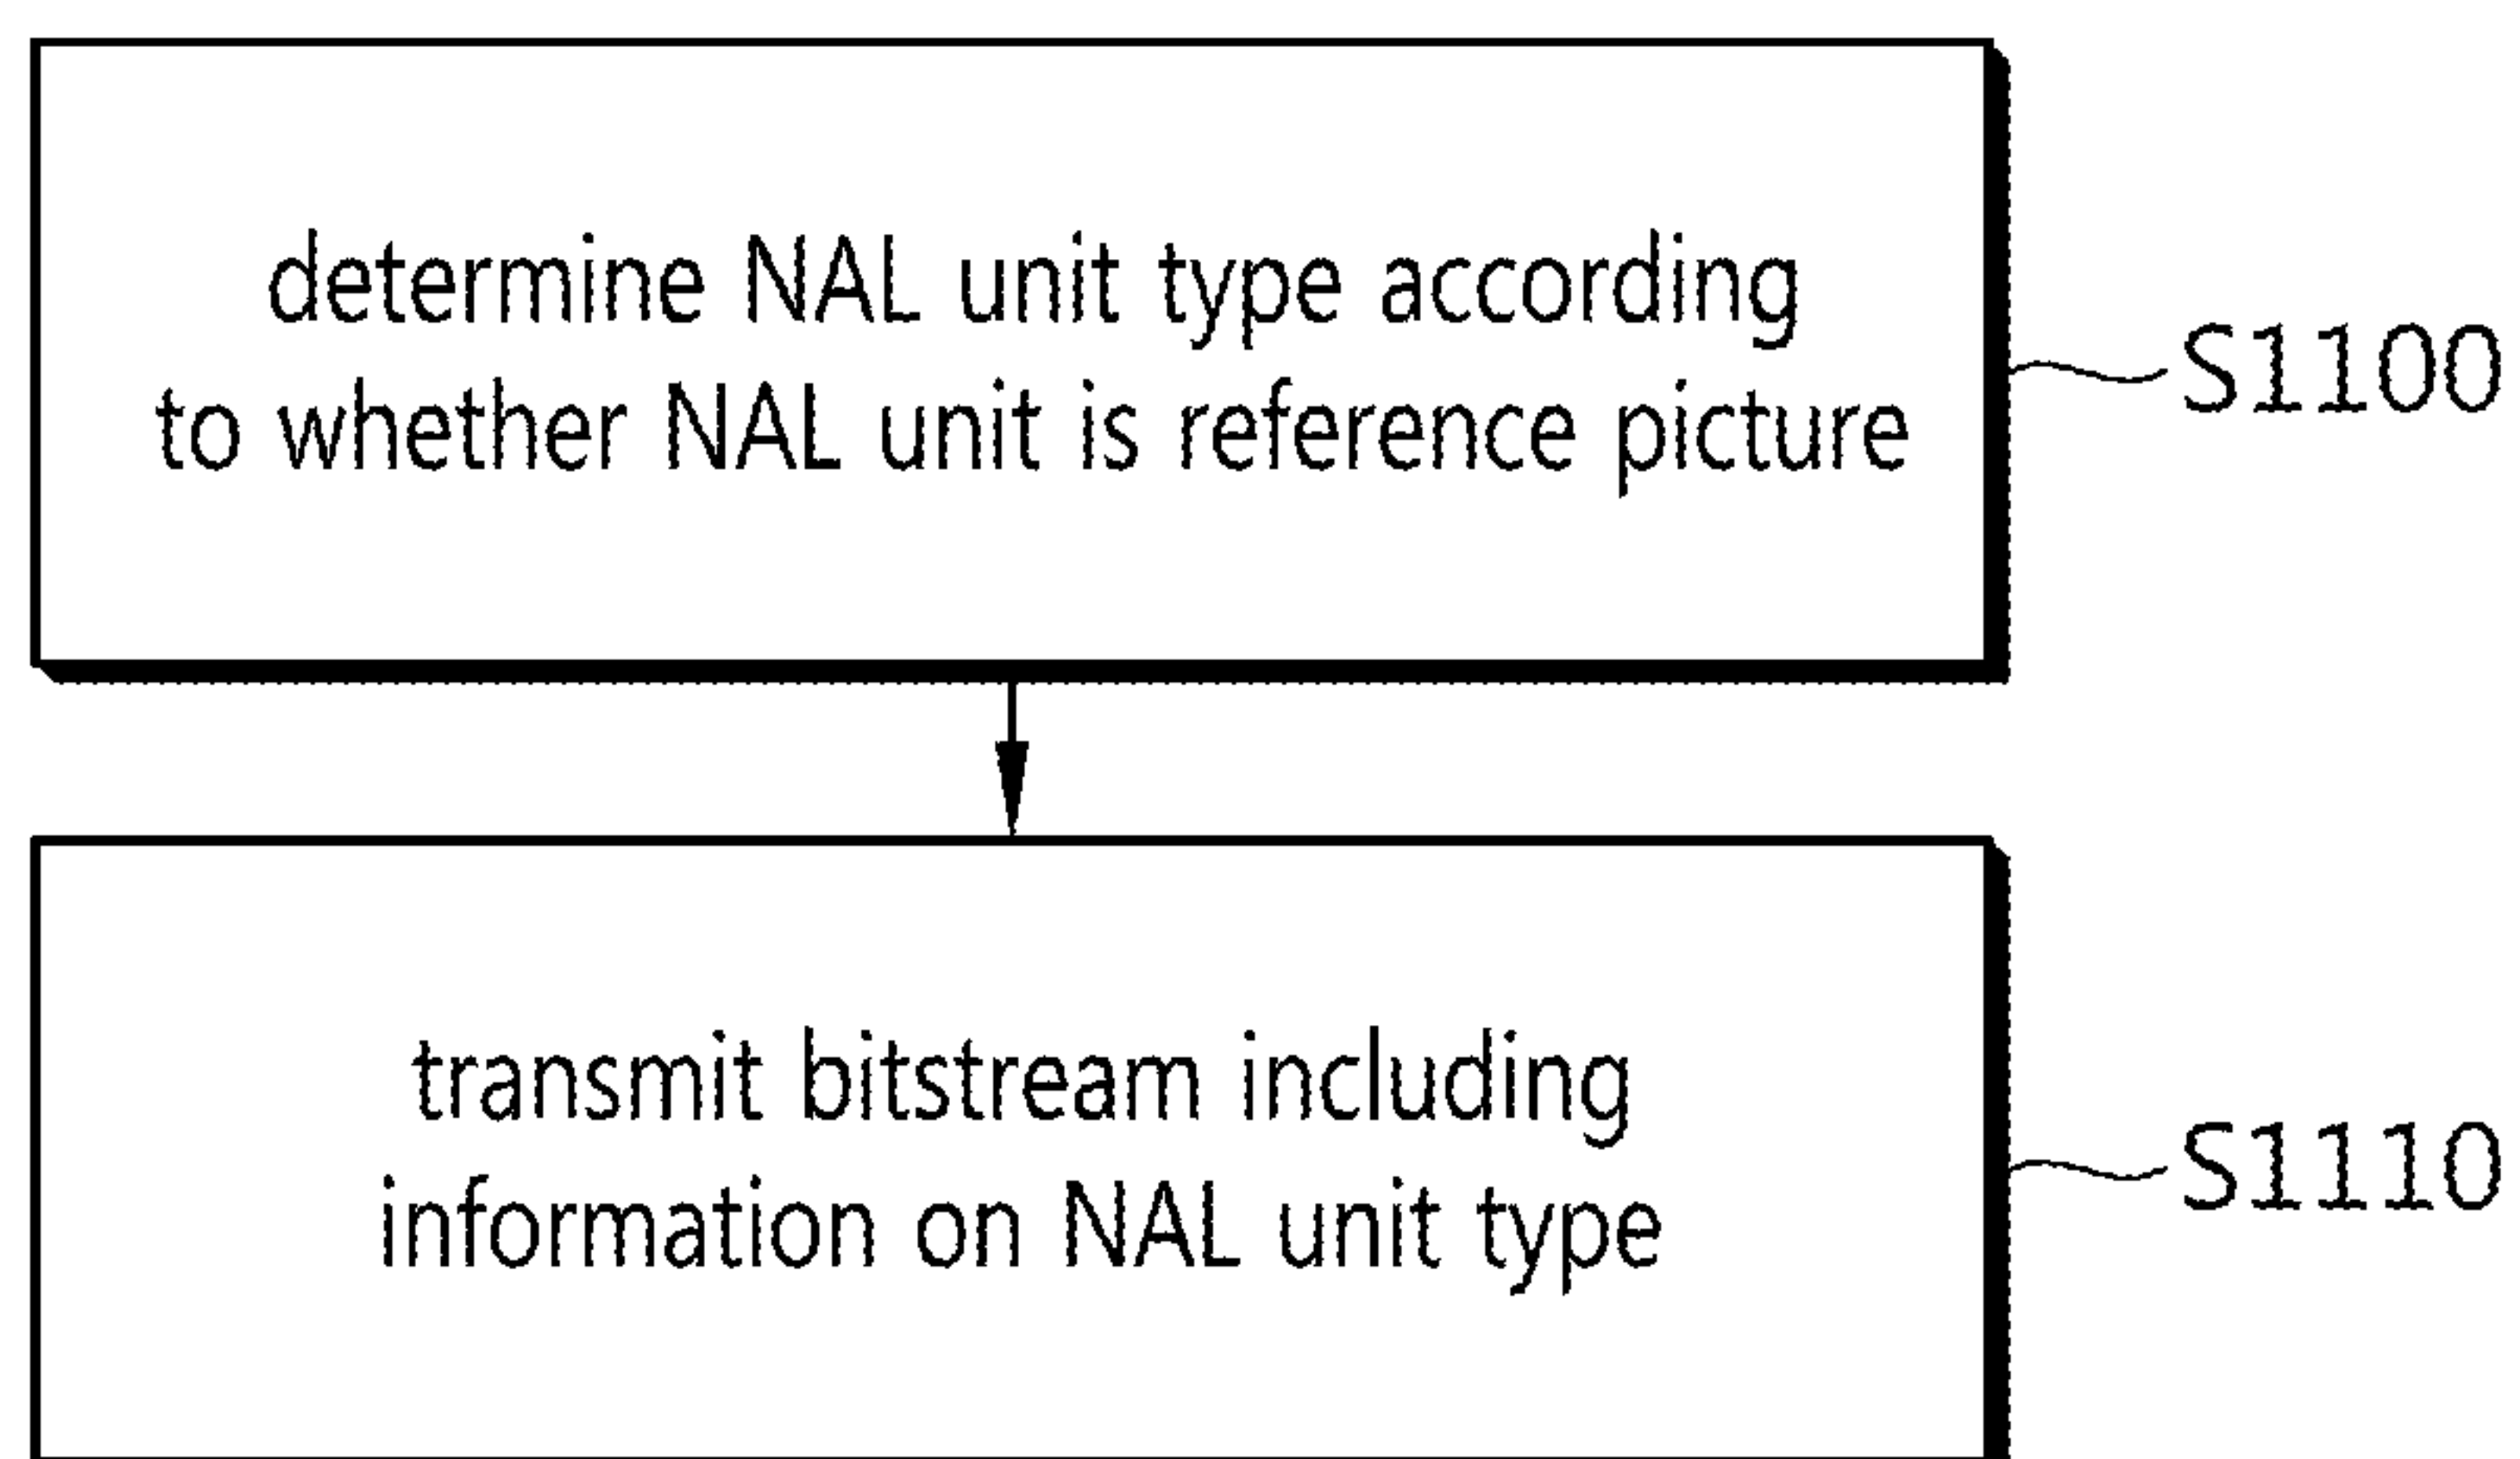 determine NAL unit type according
to whether NAL unit is reference picture
S1100
transmit bitstream including
information on NAL unit type
S1110